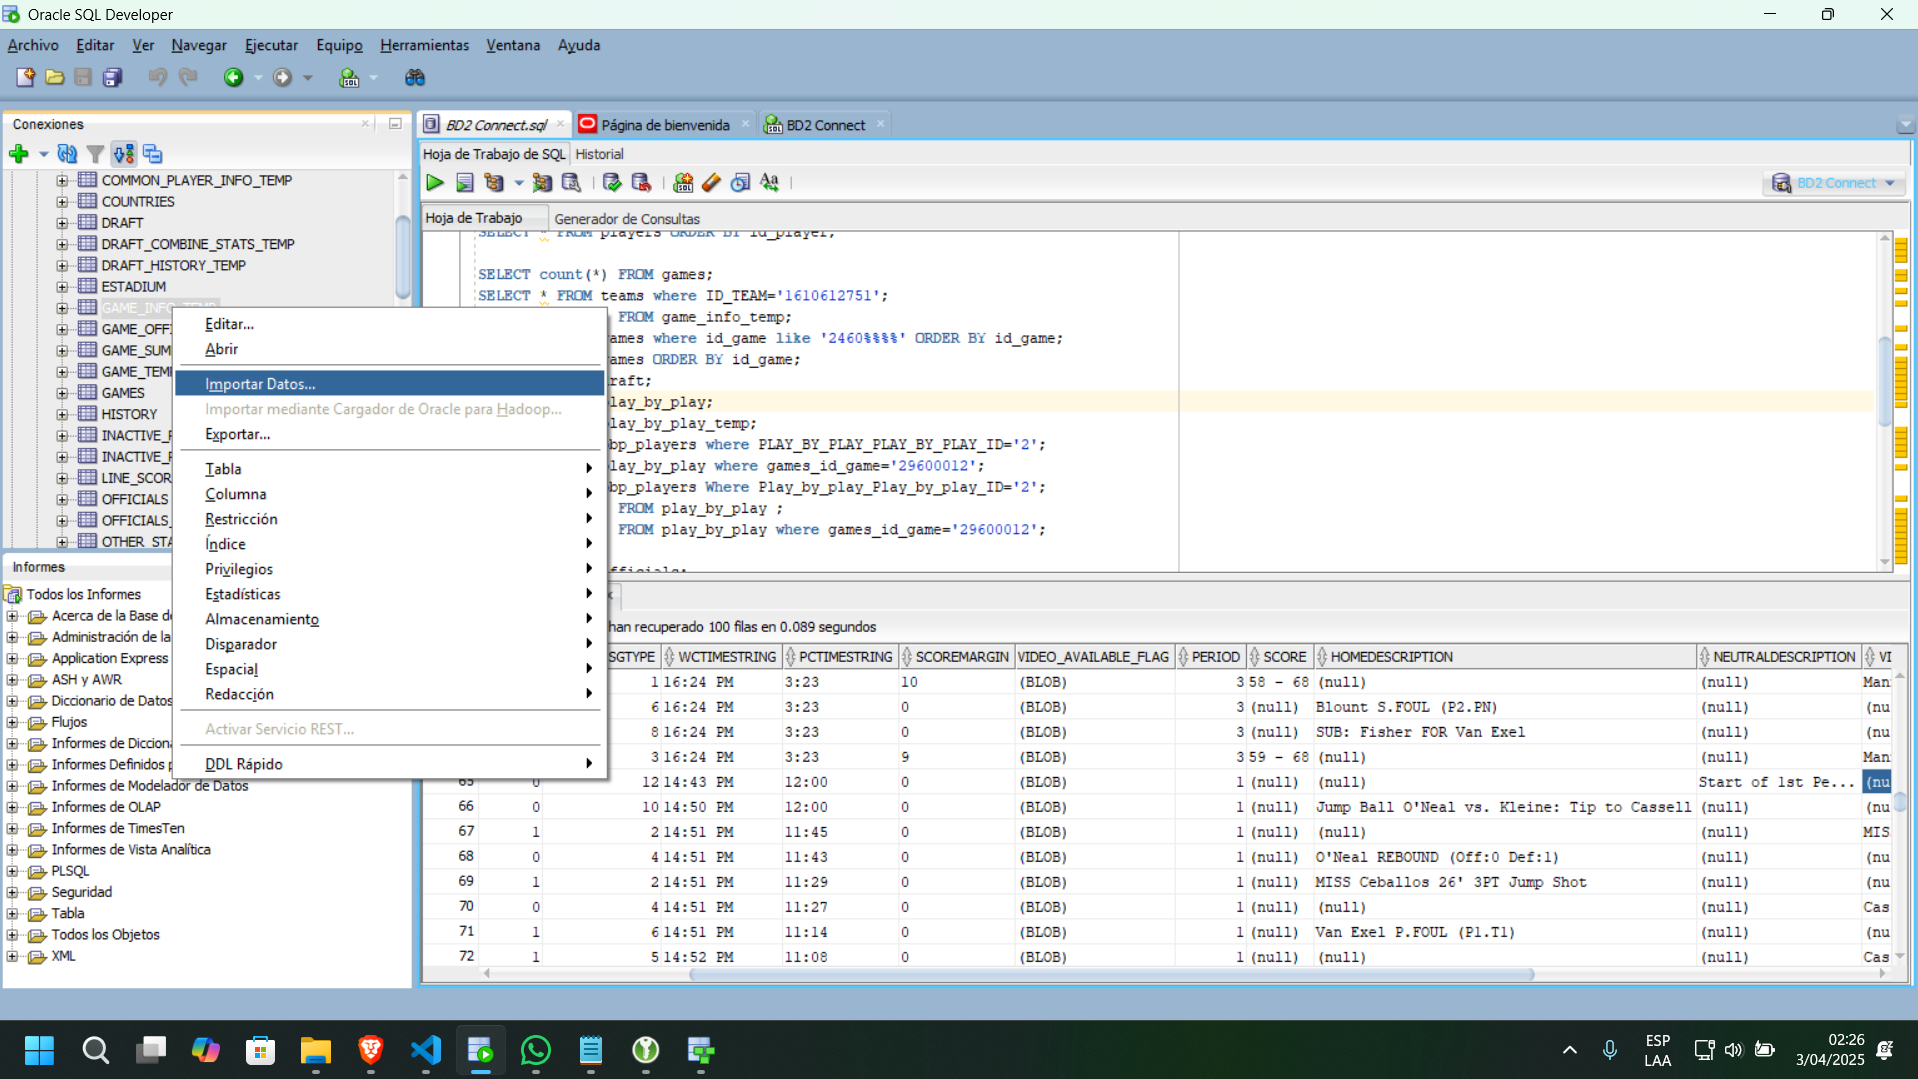 Oracle SQL Developer
Archivo Editar Ver Navegar Ejecutar Equipo Herramientas Ventana Ayuda
Conexiones
COMMON_PLAYER_INFO_TEMP
COUNTRIES
DRAFT
DRAFT_COMBINE_STATS_TEMP
DRAFT_HISTORY_TEMP
ESTADIUM
GAME_INFO_TEMP
GAME_OFFI
GAME_SUM
GAME_TEM
GAMES
HISTORY
INACTIVE_P
INACTIVE_P
LINE_SCOR
OFFICIALS
OFFICIALS_
OTHER_STA
Informes
Todos los Informes
Acerca de la Base de
Administración de la
Application Express
ASH y AWR
Diccionario de Datos
Flujos
Informes de Dicciona
Informes Definidos p
Informes de Modelador de Datos
Informes de OLAP
Informes de TimesTen
Informes de Vista Analítica
PLSQL
Seguridad
Tabla
Todos los Objetos
XML
Editar...
Abrir
Importar Datos...
Importar mediante Cargador de Oracle para Hadoop...
Exportar...
Tabla
Columna
Restricción
Índice
Privilegios
Estadísticas
Almacenamiento
Disparador
Espacial
Redacción
Activar Servicio REST...
DDL Rápido
BD2 Connect.sql Página de bienvenida BD2 Connect
Hoja de Trabajo de SQL Historial
BD2 Connect
Hoja de Trabajo Generador de Consultas
SELECT * FROM players ORDER BY id_player;
SELECT count(*) FROM games;
SELECT * FROM teams where ID_TEAM='1610612751';
FROM game_info_temp;
ames where id_game like '2460%%%%' ORDER BY id_game;
ames ORDER BY id_game;
raft;
lay_by_play;
lay_by_play_temp;
bp_players where PLAY_BY_PLAY_PLAY_BY_PLAY_ID='2';
lay_by_play where games_id_game='29600012';
bp_players Where Play_by_play_Play_by_play_ID='2';
FROM play_by_play ;
FROM play_by_play where games_id_game='29600012';
officials;
han recuperado 100 filas en 0.089 segundos
SGTYPE WCTIMESTRING PCTIMESTRING SCOREMARGIN VIDEO_AVAILABLE_FLAG PERIOD SCORE HOMEDESCRIPTION NEUTRALDESCRIPTION VI
1 16:24 PM 3:23 10 (BLOB) 3 58 - 68 (null) (null) Man
6 16:24 PM 3:23 0 (BLOB) 3 (null) Blount S.FOUL (P2.PN) (null) (nu
8 16:24 PM 3:23 0 (BLOB) 3 (null) SUB: Fisher FOR Van Exel (null) (nu
3 16:24 PM 3:23 9 (BLOB) 3 59 - 68 (null) (null) Man
65 0 12 14:43 PM 12:00 0 (BLOB) 1 (null) (null) Start of 1st Pe... (nu
66 0 10 14:50 PM 12:00 0 (BLOB) 1 (null) Jump Ball O'Neal vs. Kleine: Tip to Cassell (null) (nu
67 1 2 14:51 PM 11:45 0 (BLOB) 1 (null) (null) (null) MIS
68 0 4 14:51 PM 11:43 0 (BLOB) 1 (null) O'Neal REBOUND (Off:0 Def:1) (null) (nu
69 1 2 14:51 PM 11:29 0 (BLOB) 1 (null) MISS Ceballos 26' 3PT Jump Shot (null) (nu
70 0 4 14:51 PM 11:27 0 (BLOB) 1 (null) (null) (null) Cas
71 1 6 14:51 PM 11:14 0 (BLOB) 1 (null) Van Exel P.FOUL (P1.T1) (null) (nu
72 1 5 14:52 PM 11:08 0 (BLOB) 1 (null) (null) (null) Cas
ESP
LAA
02:26
3/04/2025